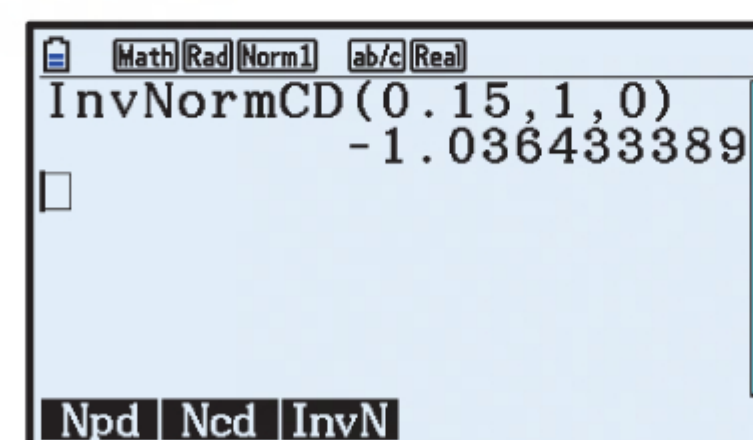 Math Rad Norm1 ab/c Real
InvNormCD(0.15,1,0)
-1.036433389
Npd Ncd InvN